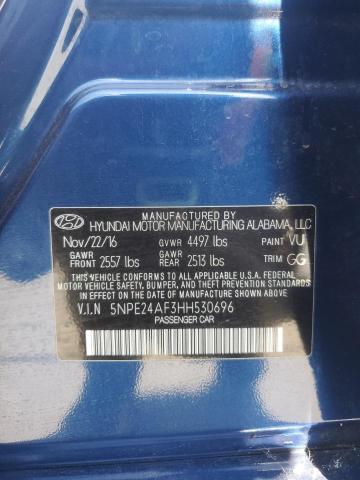 MANUFACTURED BY
HYUNDAI MOTOR MANUFACTURING ALABAMA, LLC
Nov/22/16 GVWR 4497 lbs PAINT VU
GAWR FRONT 2557 lbs GAWR REAR 2513 lbs TRIM GG
THIS VEHICLE CONFORMS TO ALL APPLICABLE U.S.A. FEDERAL
MOTOR VEHICLE SAFETY, BUMPER, AND THEFT PREVENTION
STANDARDS IN EFFECT ON THE DATE OF MANUFACTURE SHOWN
ABOVE.
V.I.N 5NPE24AF3HH530696
PASSENGER CAR